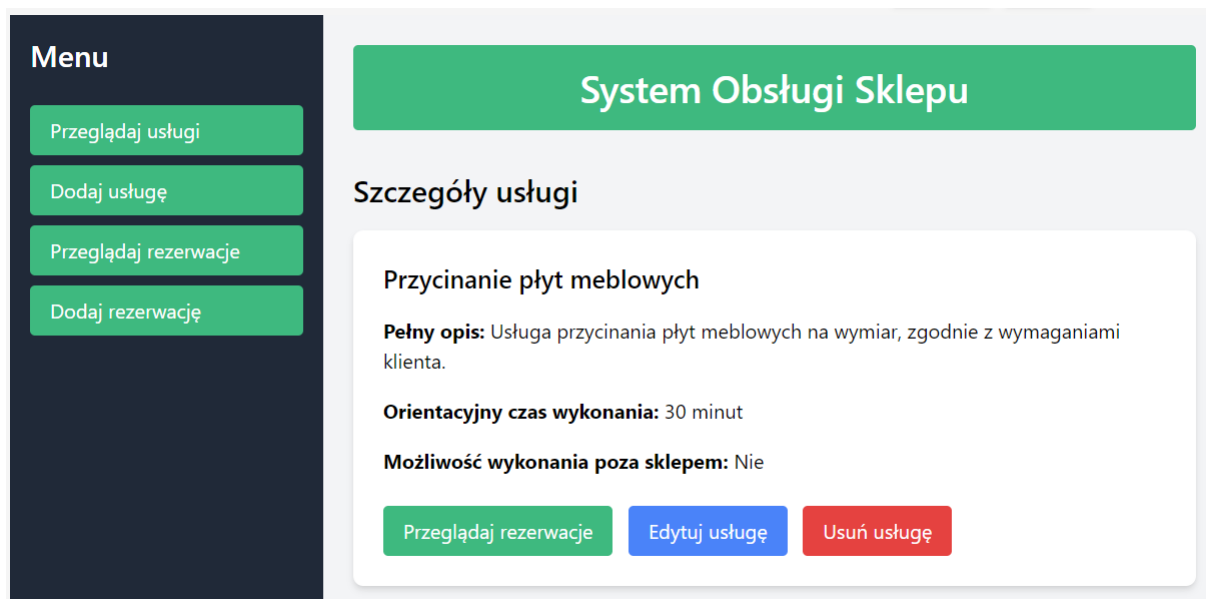 Menu
Przeglądaj usługi
Dodaj usługę
Przeglądaj rezerwacje
Dodaj rezerwację
System Obsługi Sklepu
Szczegóły usługi
Przycinanie płyt meblowych
Pełny opis: Usługa przycinania płyt meblowych na wymiar, zgodnie z wymaganiami
klienta.
Orientacyjny czas wykonania: 30 minut
Możliwość wykonania poza sklepem: Nie
Przeglądaj rezerwacje Edytuj usługę Usuń usługę